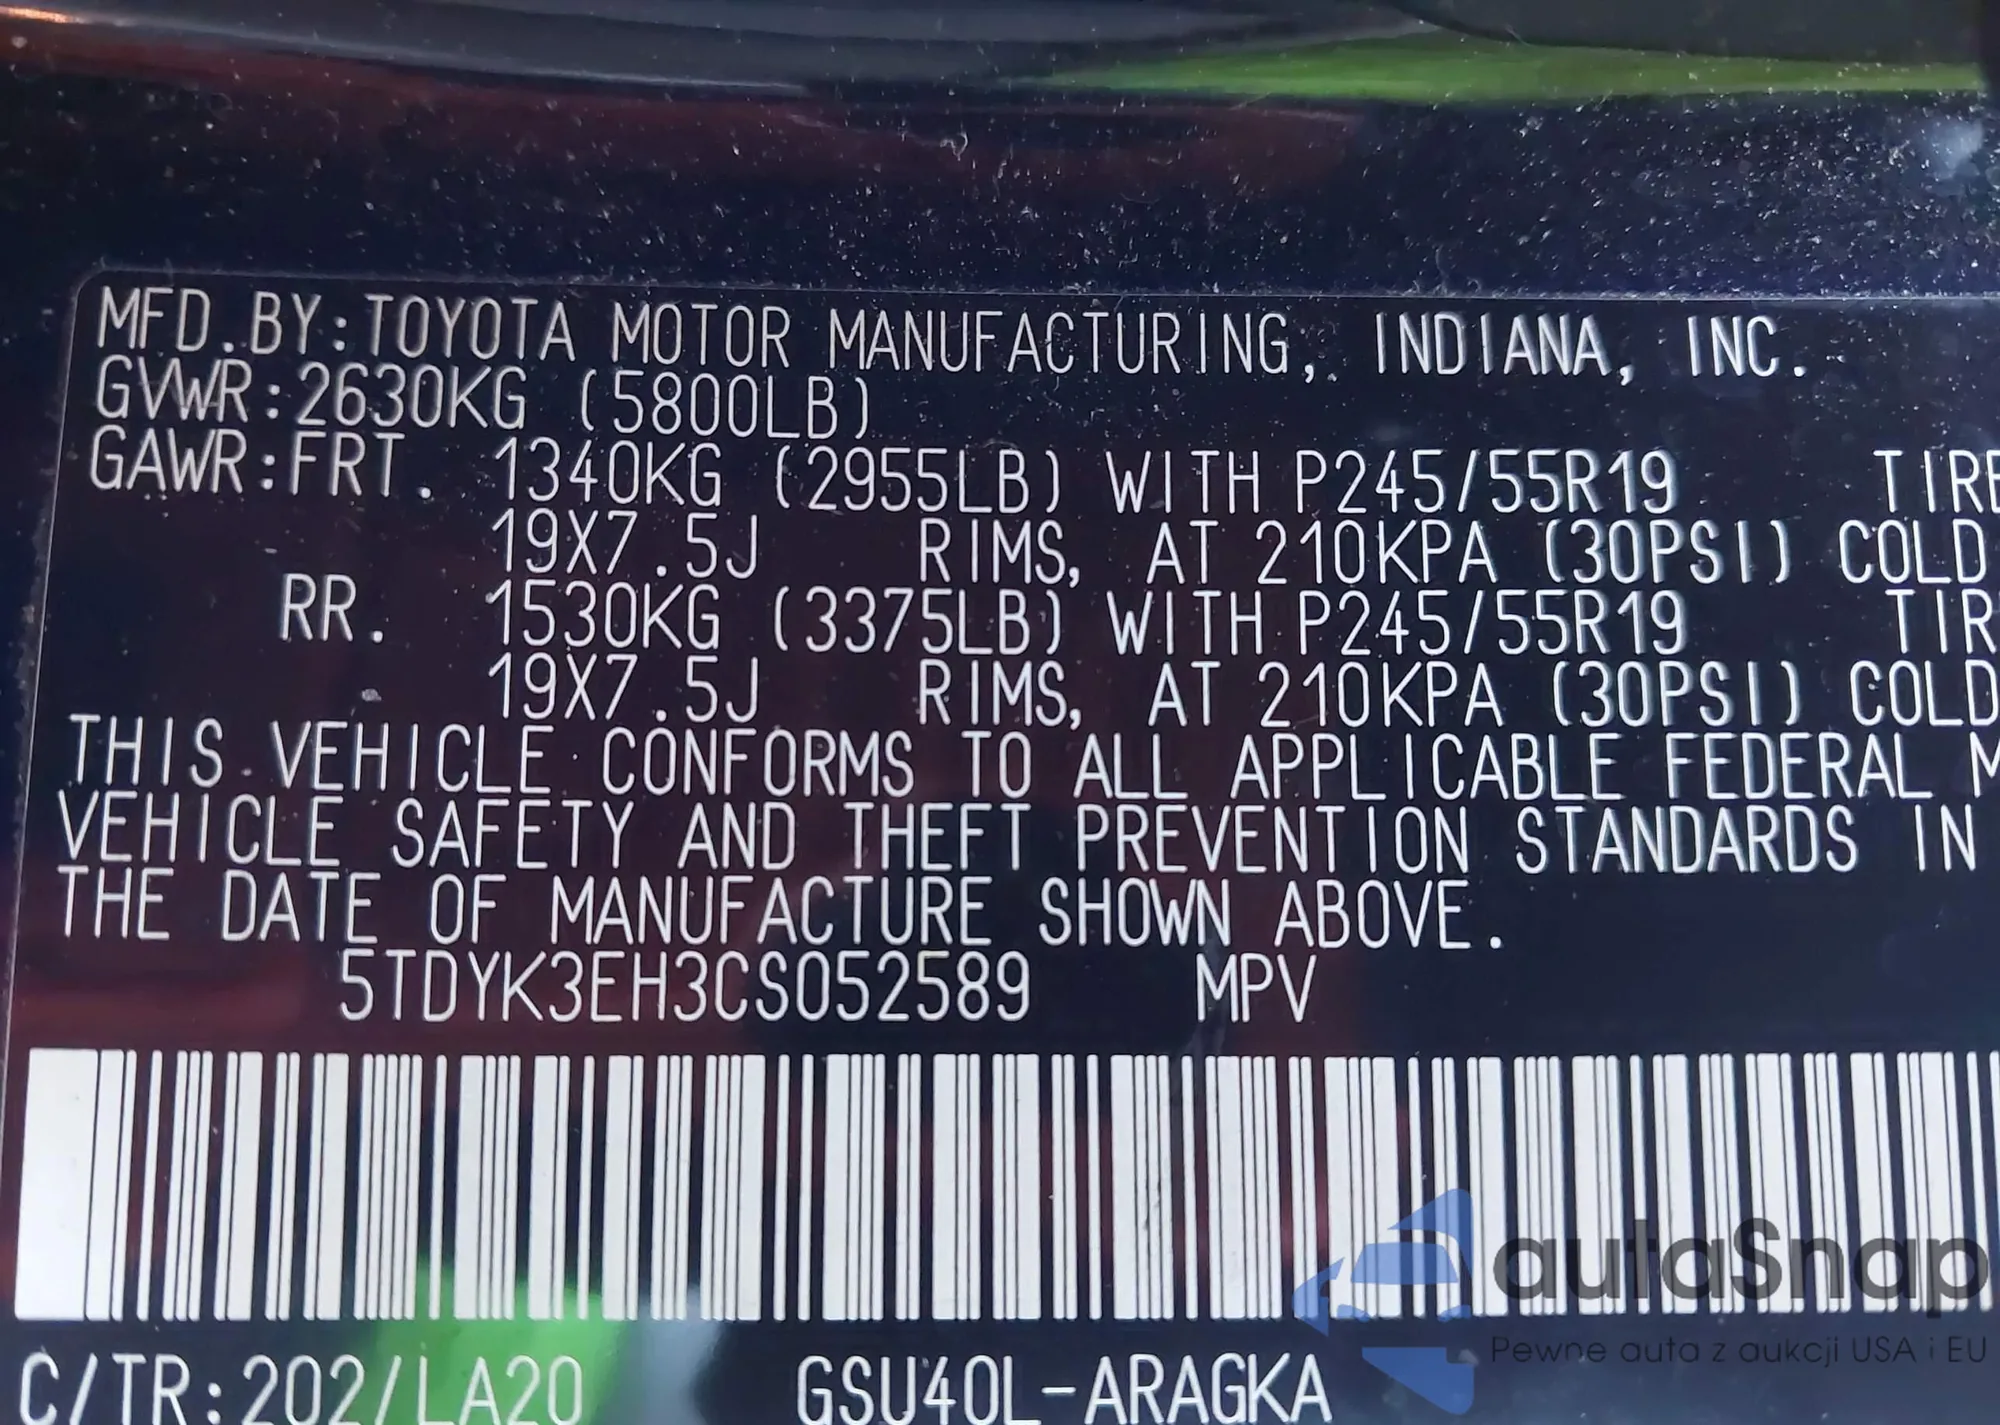 MFD.BY:TOYOTA MOTOR MANUFACTURING, INDIANA, INC.
GVWR:2630KG (5800LB)
GAWR:FRT. 1340KG (2955LB) WITH P245/55R19 TIRE
19X7.5J RIMS, AT 210KPA (30PSI) COLD
RR. 1530KG (3375LB) WITH P245/55R19 TIR
19X7.5J RIMS, AT 210KPA (30PSI) COLD
THIS VEHICLE CONFORMS TO ALL APPLICABLE FEDERAL M
VEHICLE SAFETY AND THEFT PREVENTION STANDARDS IN
THE DATE OF MANUFACTURE SHOWN ABOVE.
5TDYK3EH3CS052589 MPV
autaSnap
Pewne auta z aukcji USA i EU
C/TR:202/LA20 GSU40L-ARAGKA